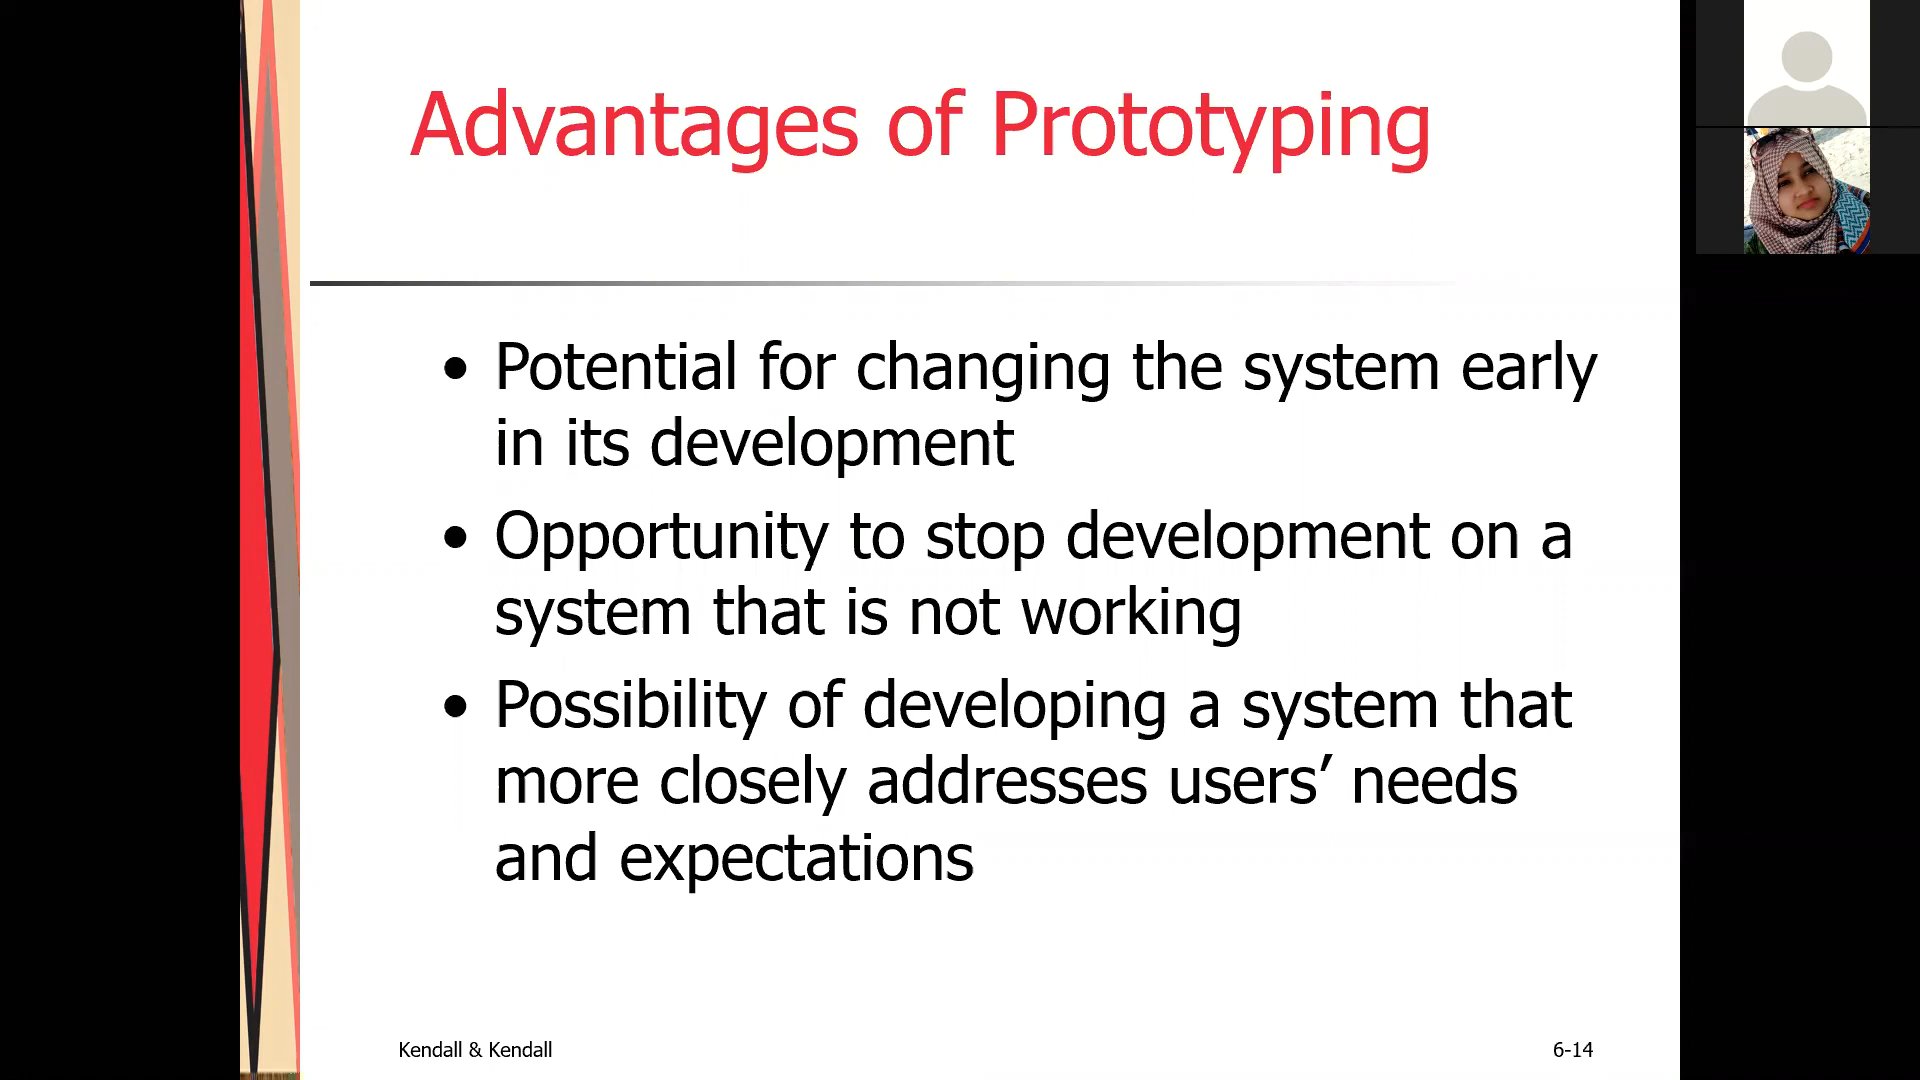 Advantages of Prototyping
• Potential for changing the system early
in its development
• Opportunity to stop development on a
system that is not working
• Possibility of developing a system that
more closely addresses users’ needs
and expectations
Kendall & Kendall
6-14